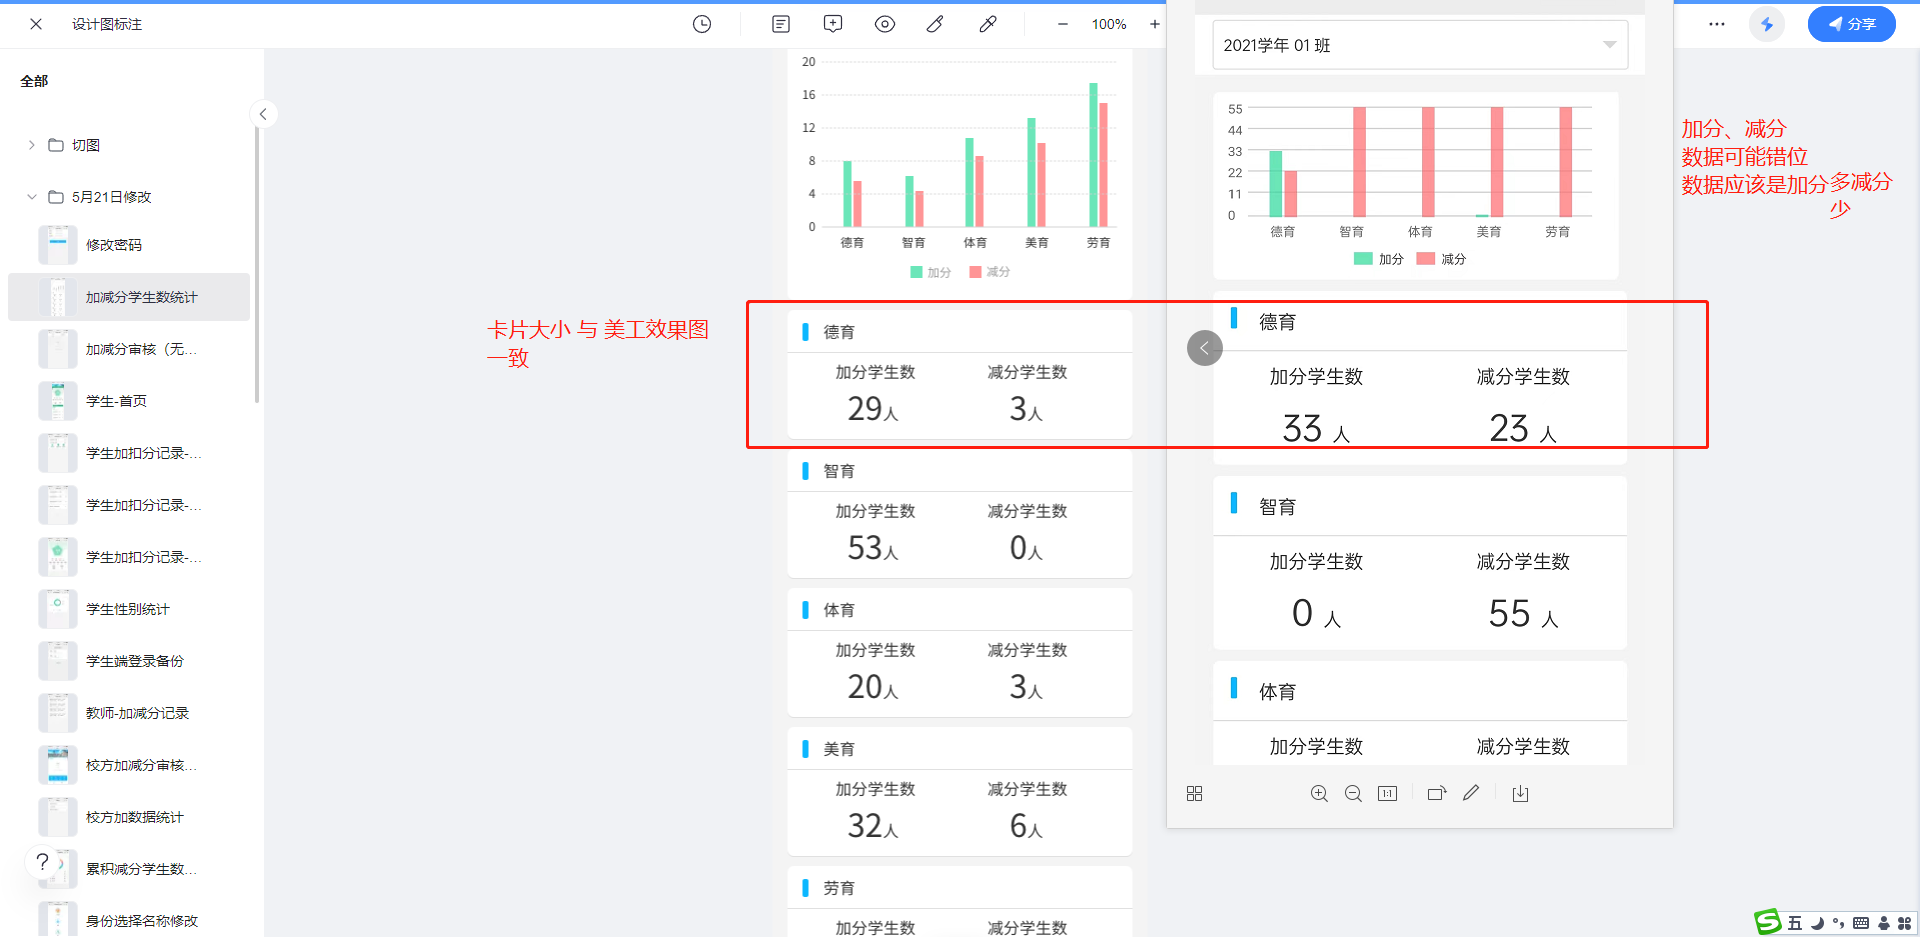 设计图标注
100%
分享
全部
切图
5月21日修改
修改密码
加减分学生数统计
加减分审核（无...
学生-首页
学生加扣分记录-...
学生加扣分记录-...
学生加扣分记录-...
学生性别统计
学生端登录备份
教师-加减分记录
校方加减分审核...
校方加数据统计
?
累积减分学生数...
身份选择名称修改
20
16
12
8
4
0
德育 智育 体育 美育 劳育
加分 减分
卡片大小 与 美工效果图
一致
德育
加分学生数 减分学生数
29人 3人
智育
加分学生数 减分学生数
53人 0人
体育
加分学生数 减分学生数
20人 3人
美育
加分学生数 减分学生数
32人 6人
劳育
加分学生数 减分学生数
2021学年 01 班
55
44
33
22
11
0
德育 智育 体育 美育 劳育
加分 减分
德育
加分学生数 减分学生数
33 人 23 人
智育
加分学生数 减分学生数
0 人 55 人
体育
加分学生数 减分学生数
1:1
加分、减分
数据可能错位
数据应该是加分多减分
少
S 五